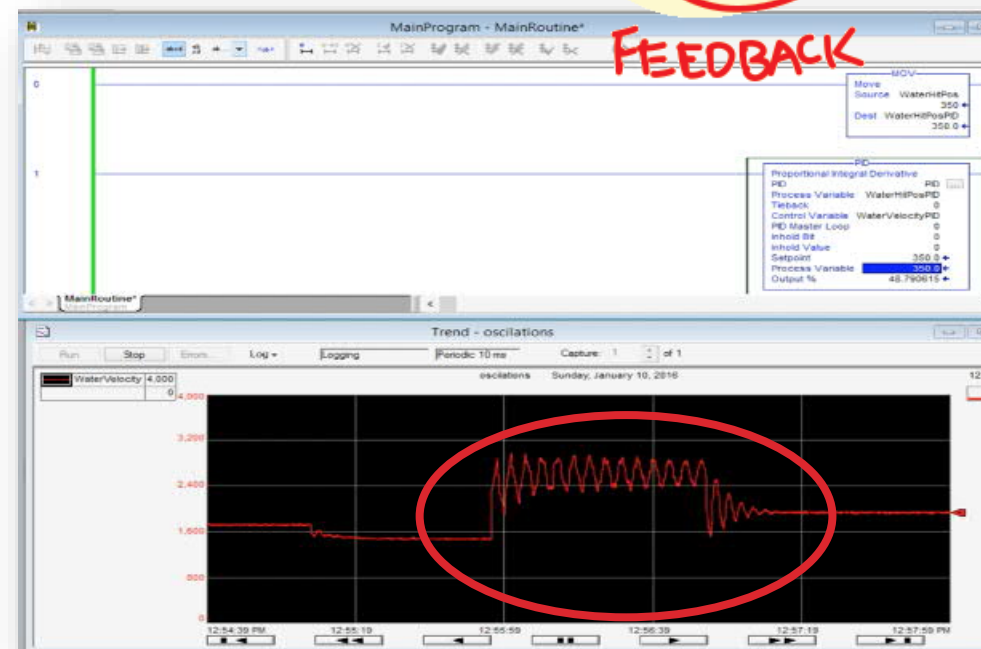 MainProgram - MainRoutine*
FEEDBACK
0
MOV
Move
Source WaterHitPos
350
Dest WaterHitPosPID
350.0
1
PID
Proportional Integral Derivative
PID PID ...
Process Variable WaterHitPosPID
Tieback 0
Control Variable WaterVelocityPID
PID Master Loop 0
Inhold Bit 0
Inhold Value 0
Setpoint 350.0
Process Variable 350.0
Output % 48.790615
MainRoutine*
MainProgram
Trend - oscilations
Run Stop Errors... Log Logging Periodic 10 ms Capture: 1 of 1
WaterVelocity 4,000
0
oscilations Sunday, January 10, 2016
4,000
3,200
2,400
1,600
800
0
12:54:39 PM 12:55:19 12:55:59 12:56:39 12:57:19 12:57:59 PM